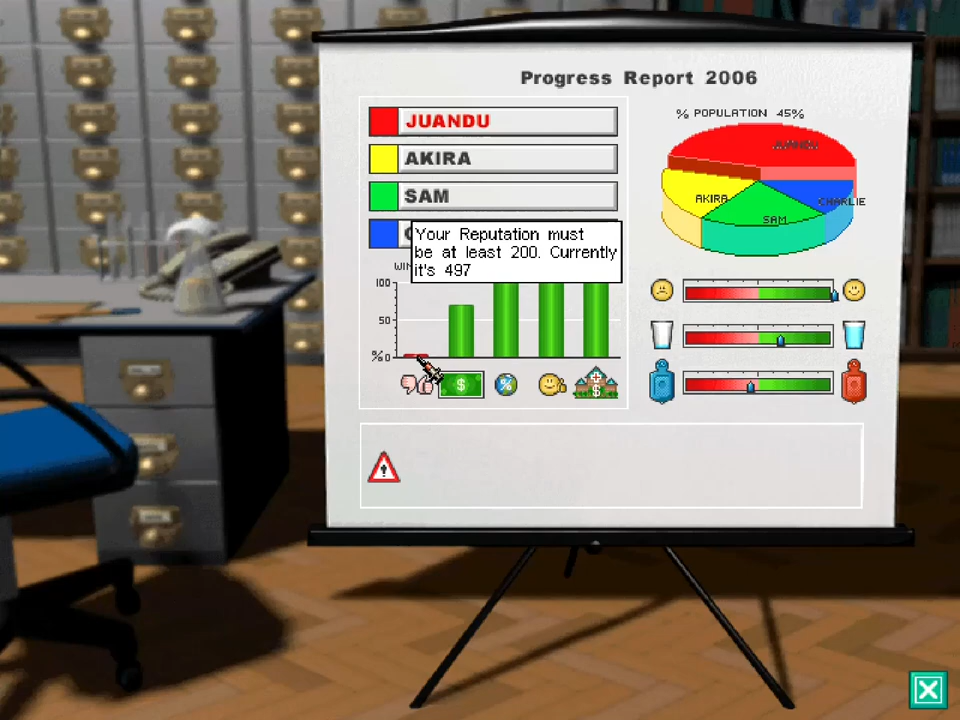 Progress Report 2006
JUANDU
AKIRA
SAM
Your Reputation must
be at least 200. Currently
it's 497
WIN
100
50
%0
% POPULATION 45%
JUANDU
AKIRA
CHARLIE
SAM